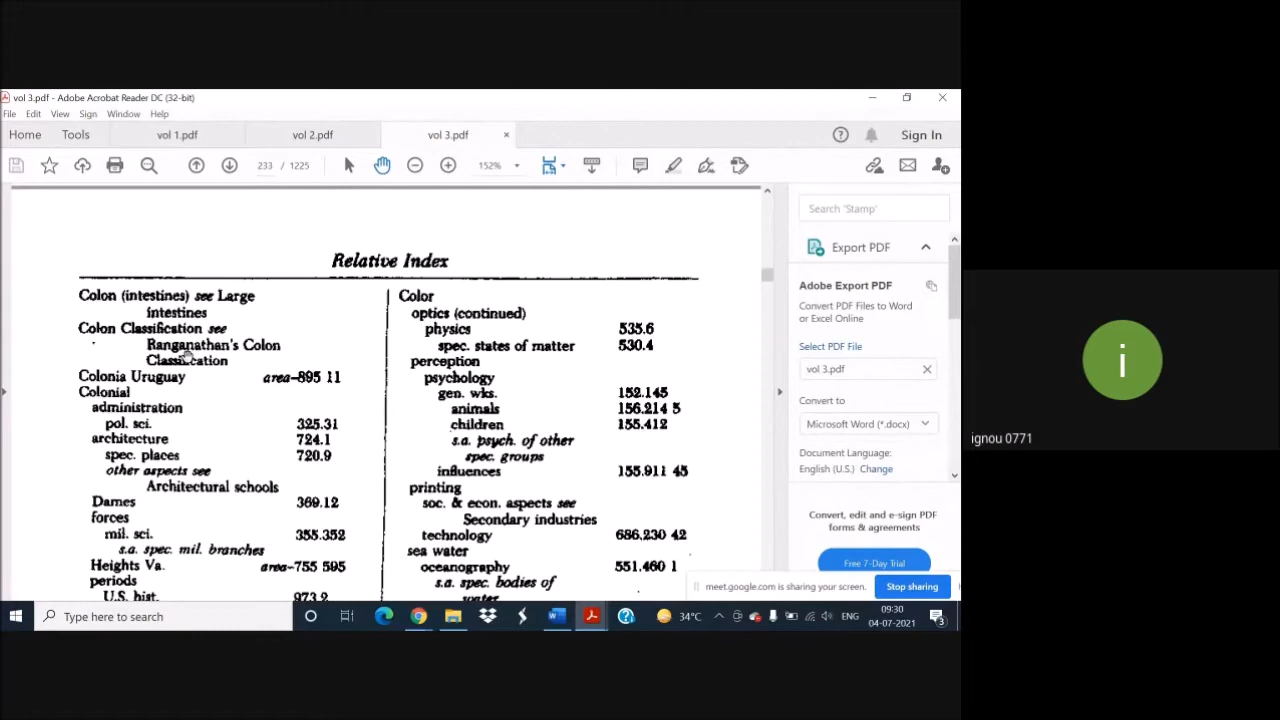 vol 3.pdf - Adobe Acrobat Reader DC (32-bit)
File Edit View Sign Window Help
Home Tools vol 1.pdf vol 2.pdf vol 3.pdf × Sign In
233 / 1225 152%
Relative Index
Colon (intestines) see Large
intestines
Colon Classification see
Ranganathan's Colon
Classification
Colonia Uruguay area–895 11
Colonial
administration
pol. sci. 325.31
architecture 724.1
spec. places 720.9
other aspects see
Architectural schools
Dames 369.12
forces
mil. sci. 355.352
s.a. spec. mil. branches
Heights Va. area–755 595
periods
U.S. hist. 973.2
Color
optics (continued)
physics 535.6
spec. states of matter 530.4
perception
psychology
gen. wks. 152.145
animals 156.214 5
children 155.412
s.a. psych. of other
spec. groups
influences 155.911 45
printing
soc. & econ. aspects see
Secondary industries
technology 686.230 42
sea water
oceanography 551.460 1
s.a. spec. bodies of
water
Search 'Stamp'
Export PDF
Adobe Export PDF
Convert PDF Files to Word
or Excel Online
Select PDF File
vol 3.pdf
Convert to
Microsoft Word (*.docx)
Document Language:
English (U.S.) Change
Convert, edit and e-sign PDF
forms & agreements
Free 7-Day Trial
meet.google.com is sharing your screen. Stop sharing
Type here to search
34°C ENG
09:30
04-07-2021
3
i
ignou 0771